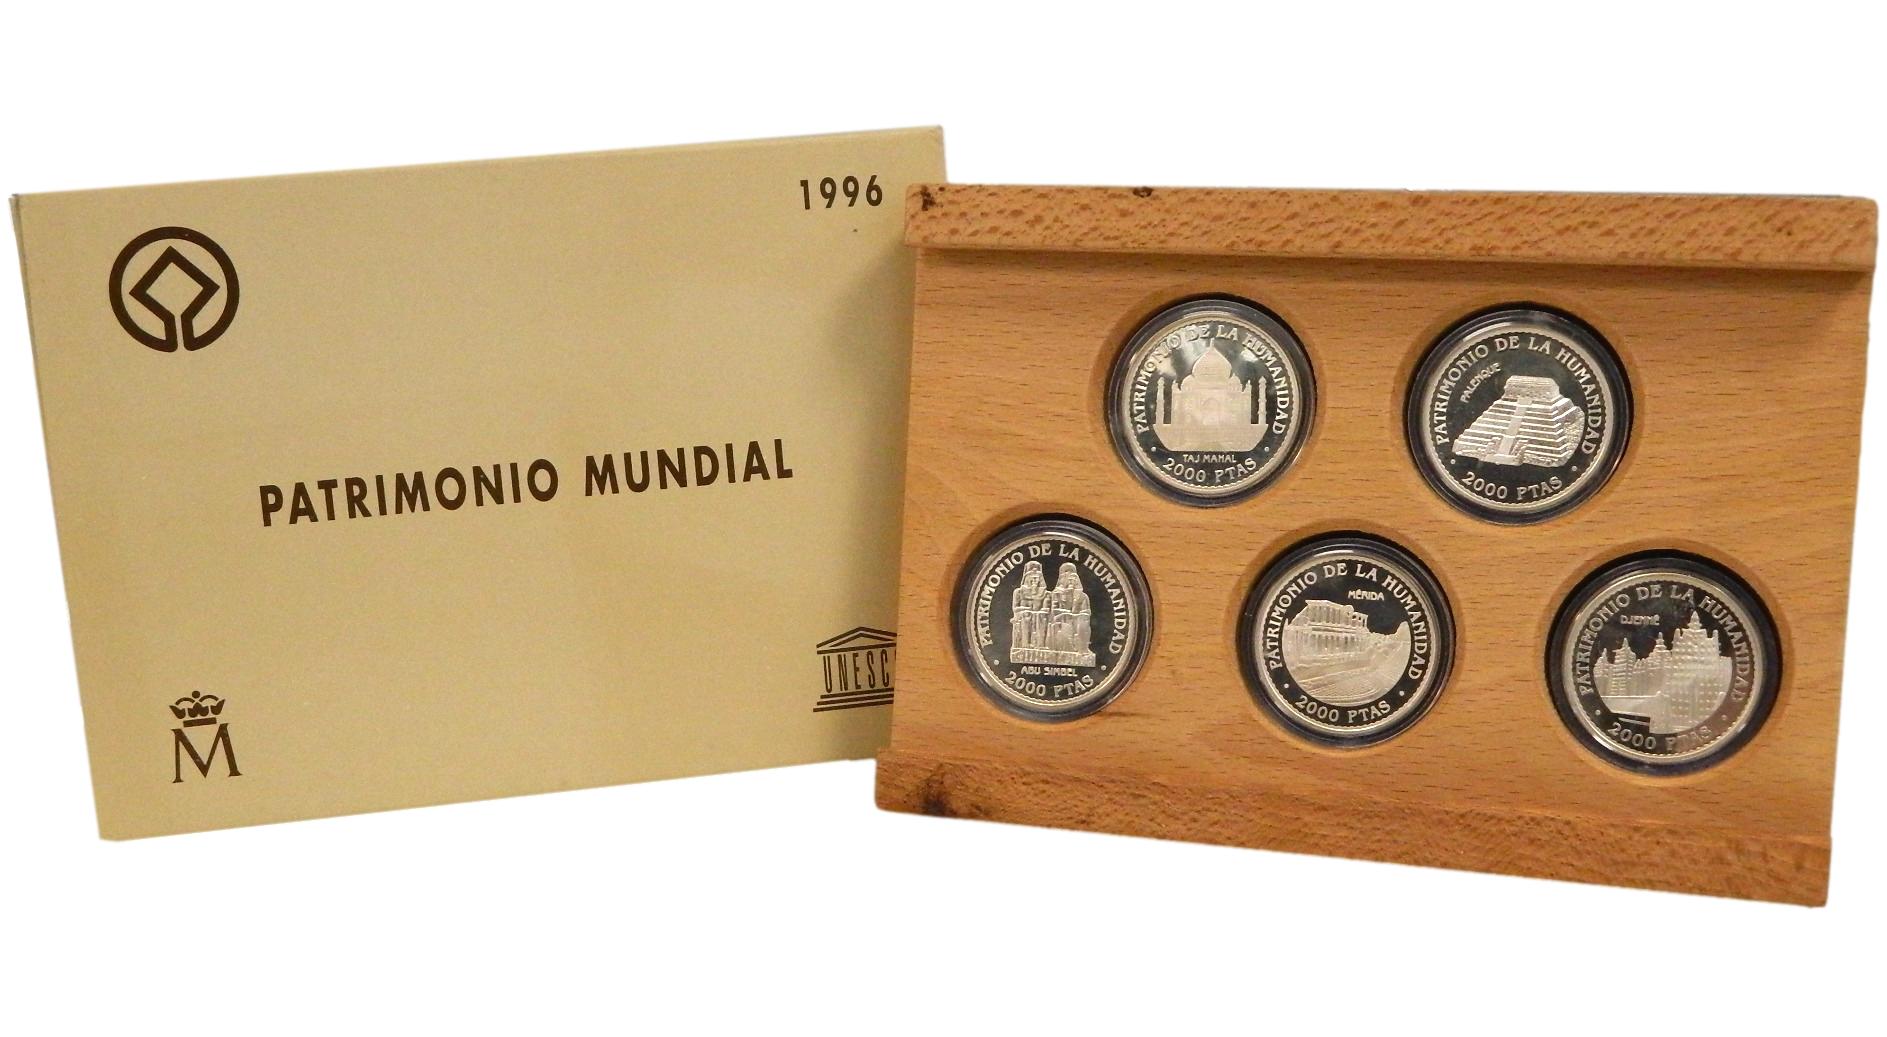 1996
PATRIMONIO MUNDIAL
UNESC
M
PATRIMONIO DE LA HUMANIDAD
TAJ MAHAL
2000 PTAS
PATRIMONIO DE LA HUMANIDAD
PALENQUE
2000 PTAS
PATRIMONIO DE LA HUMANIDAD
ABU SIMBEL
2000 PTAS
PATRIMONIO DE LA HUMANIDAD
MÉRIDA
2000 PTAS
PATRIMONIO DE LA HUMANIDAD
DJENNÉ
2000 PTAS